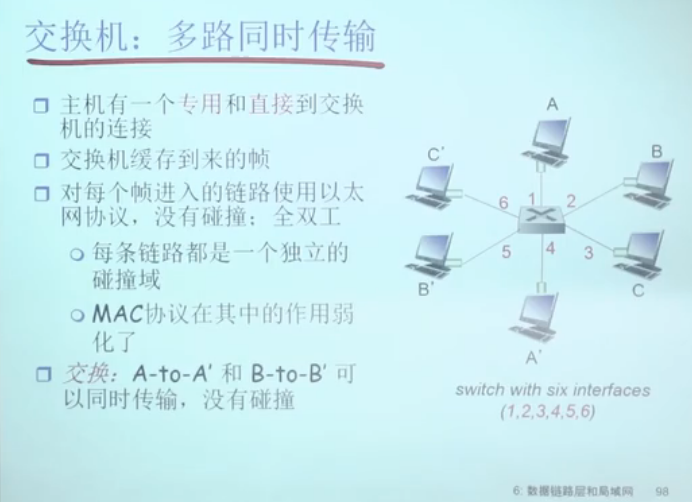 交换机：多路同时传输
主机有一个专用和直接到交换
机的连接
交换机缓存到来的帧
对每个帧进入的链路使用以太
网协议，没有碰撞；全双工
每条链路都是一个独立的
碰撞域
MAC协议在其中的作用弱
化了
交换：A-to-A' 和 B-to-B' 可
以同时传输，没有碰撞
A
C'
B
6
1
2
5
4
3
B'
C
A'
switch with six interfaces
(1,2,3,4,5,6)
6: 数据链路层和局域网
98